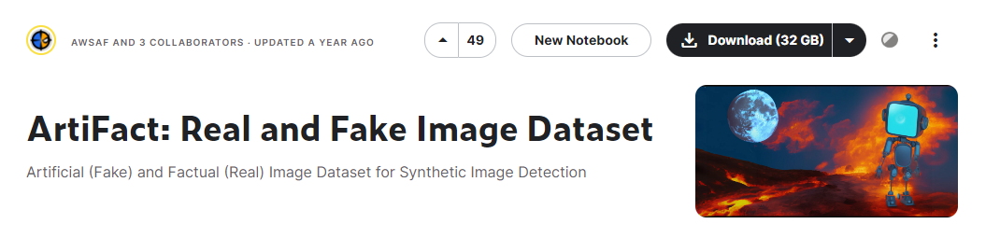 AWSAF AND 3 COLLABORATORS · UPDATED A YEAR AGO
49
New Notebook
Download (32 GB)
ArtiFact: Real and Fake Image Dataset
Artificial (Fake) and Factual (Real) Image Dataset for Synthetic Image Detection